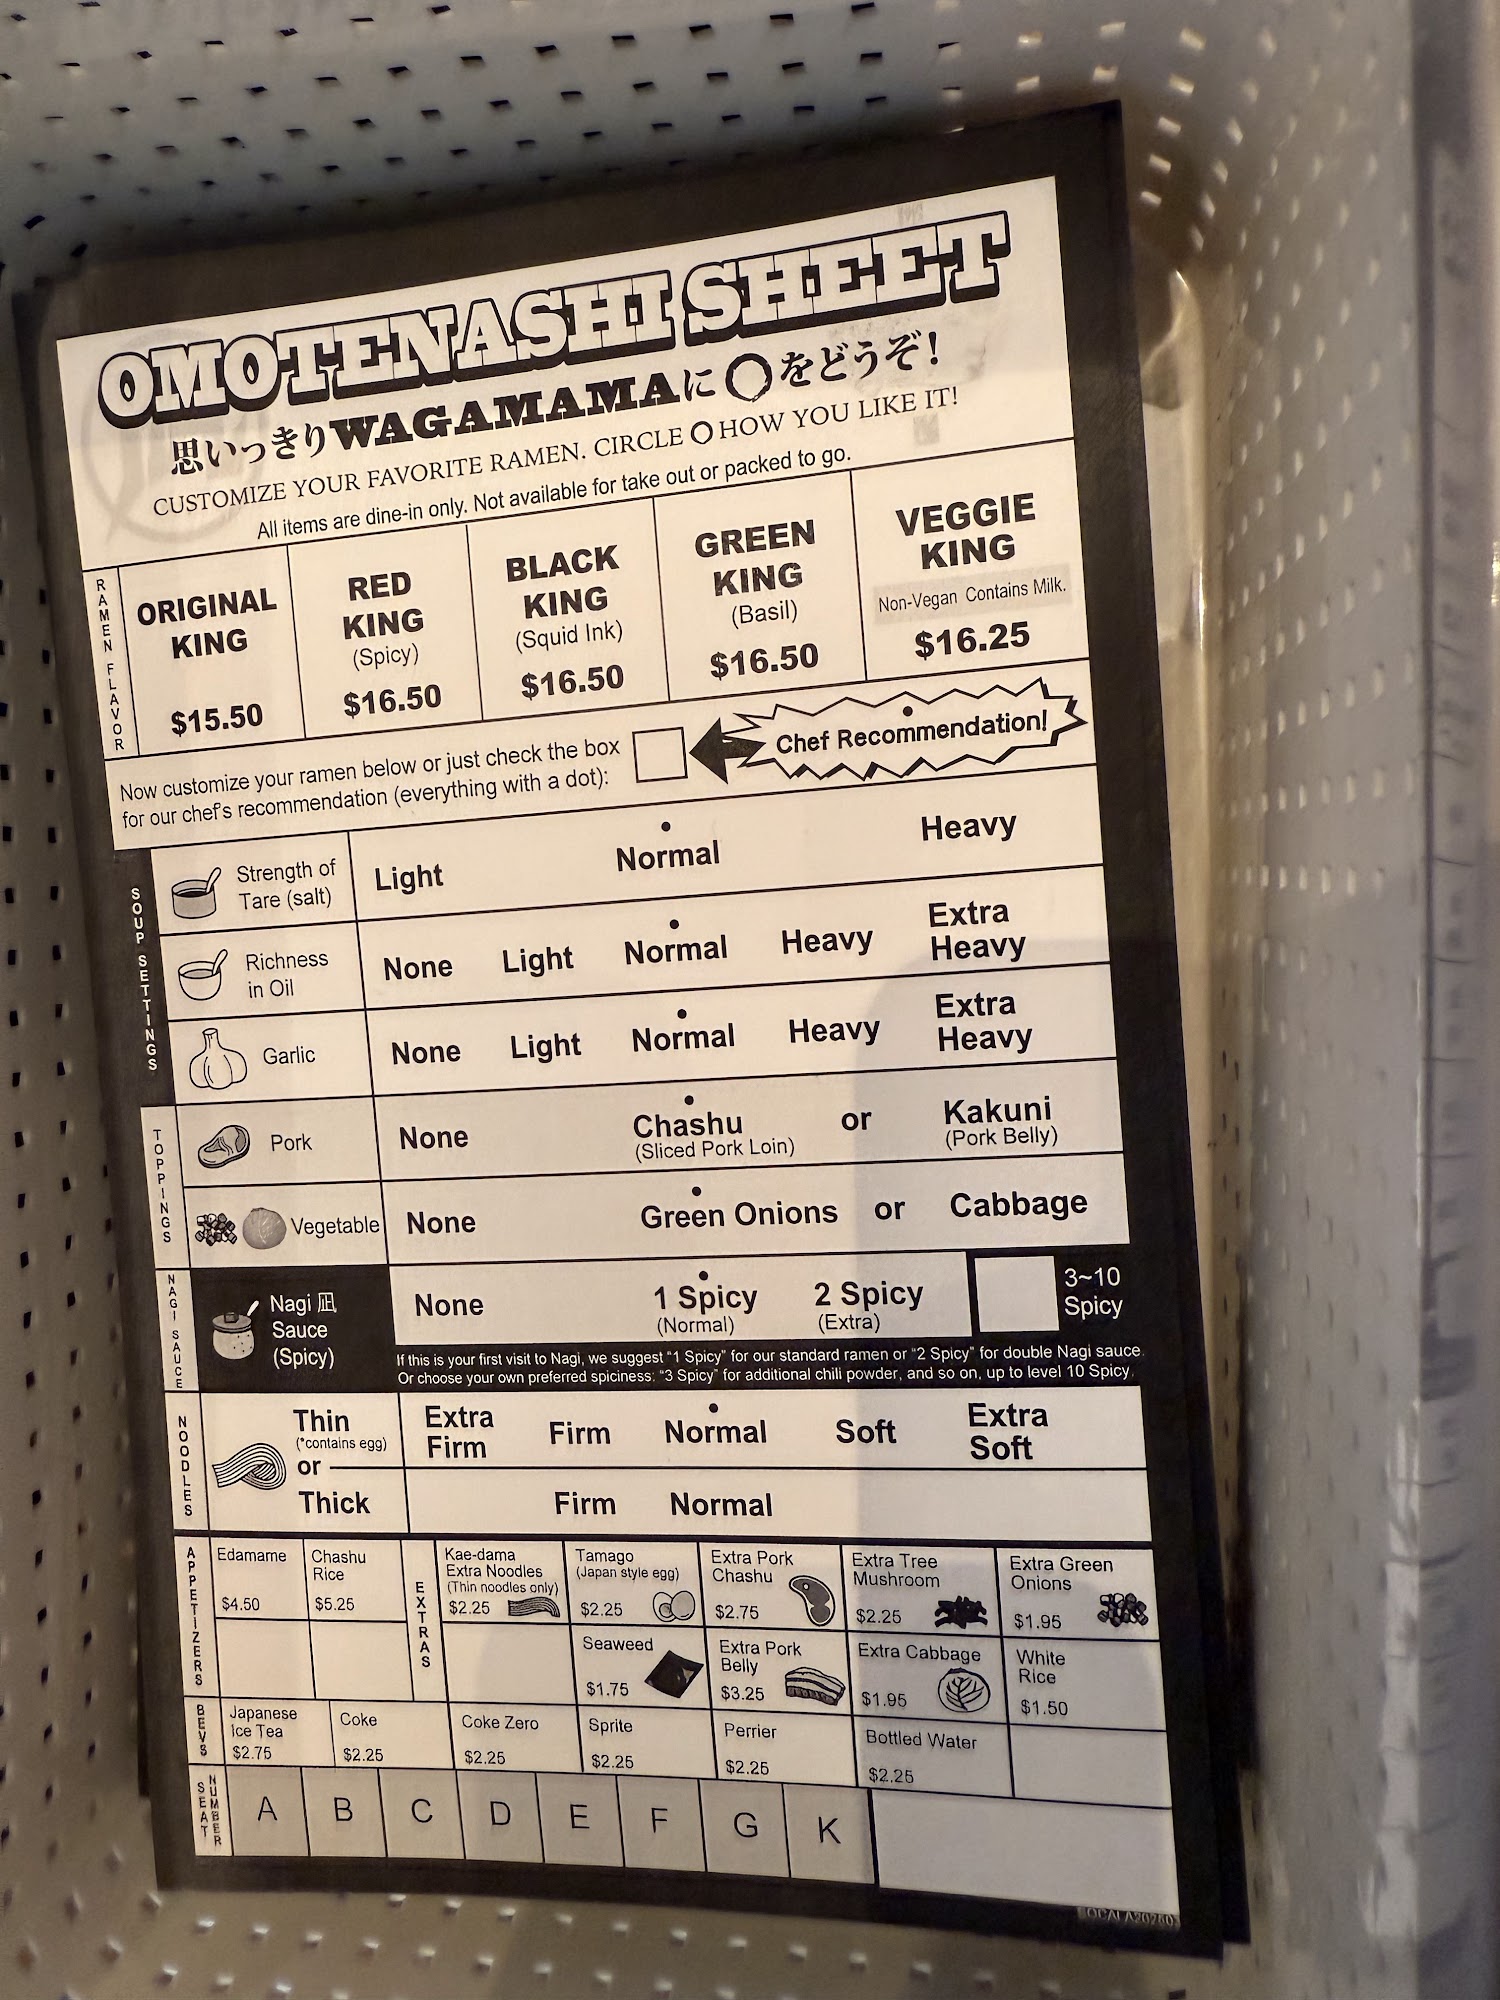 OMOTENASHI SHEET
思いっきりWAGAMAMAに〇をどうぞ!
CUSTOMIZE YOUR FAVORITE RAMEN. CIRCLE O HOW YOU LIKE IT!
All items are dine-in only. Not available for take out or packed to go.
RAMEN FLAVOR
ORIGINAL
KING
$15.50
RED
KING
(Spicy)
$16.50
BLACK
KING
(Squid Ink)
$16.50
GREEN
KING
(Basil)
$16.50
VEGGIE
KING
Non-Vegan Contains Milk.
$16.25
Now customize your ramen below or just check the box
for our chef's recommendation (everything with a dot):
Chef Recommendation!
SOUP SETTINGS
Strength of
Tare (salt)
Light Normal Heavy
Richness
in Oil
None Light Normal Heavy Extra
Heavy
Garlic
None Light Normal Heavy Extra
Heavy
TOPPINGS
Pork
None Chashu or Kakuni
(Sliced Pork Loin) (Pork Belly)
Vegetable
None Green Onions or Cabbage
NAGI SAUCE
Nagi 凪
Sauce
(Spicy)
None 1 Spicy 2 Spicy
(Normal) (Extra)
3~10
Spicy
If this is your first visit to Nagi, we suggest "1 Spicy" for our standard ramen or "2 Spicy" for double Nagi sauce.
Or choose your own preferred spiciness: "3 Spicy" for additional chili powder, and so on, up to level 10 Spicy.
NOODLES
Thin
(*contains egg)
or
Thick
Extra
Firm
Firm Normal Soft Extra
Soft
Firm Normal
APPETIZERS
Edamame
$4.50
Chashu
Rice
$5.25
EXTRAS
Kae-dama
Extra Noodles
(Thin noodles only)
$2.25
Tamago
(Japan style egg)
$2.25
Extra Pork
Chashu
$2.75
Extra Tree
Mushroom
$2.25
Extra Green
Onions
$1.95
Seaweed
$1.75
Extra Pork
Belly
$3.25
Extra Cabbage
$1.95
White
Rice
$1.50
BEVS
Japanese
Ice Tea
$2.75
Coke
$2.25
Coke Zero
$2.25
Sprite
$2.25
Perrier
$2.25
Bottled Water
$2.25
SEAT NUMBER
A B C D E F G K